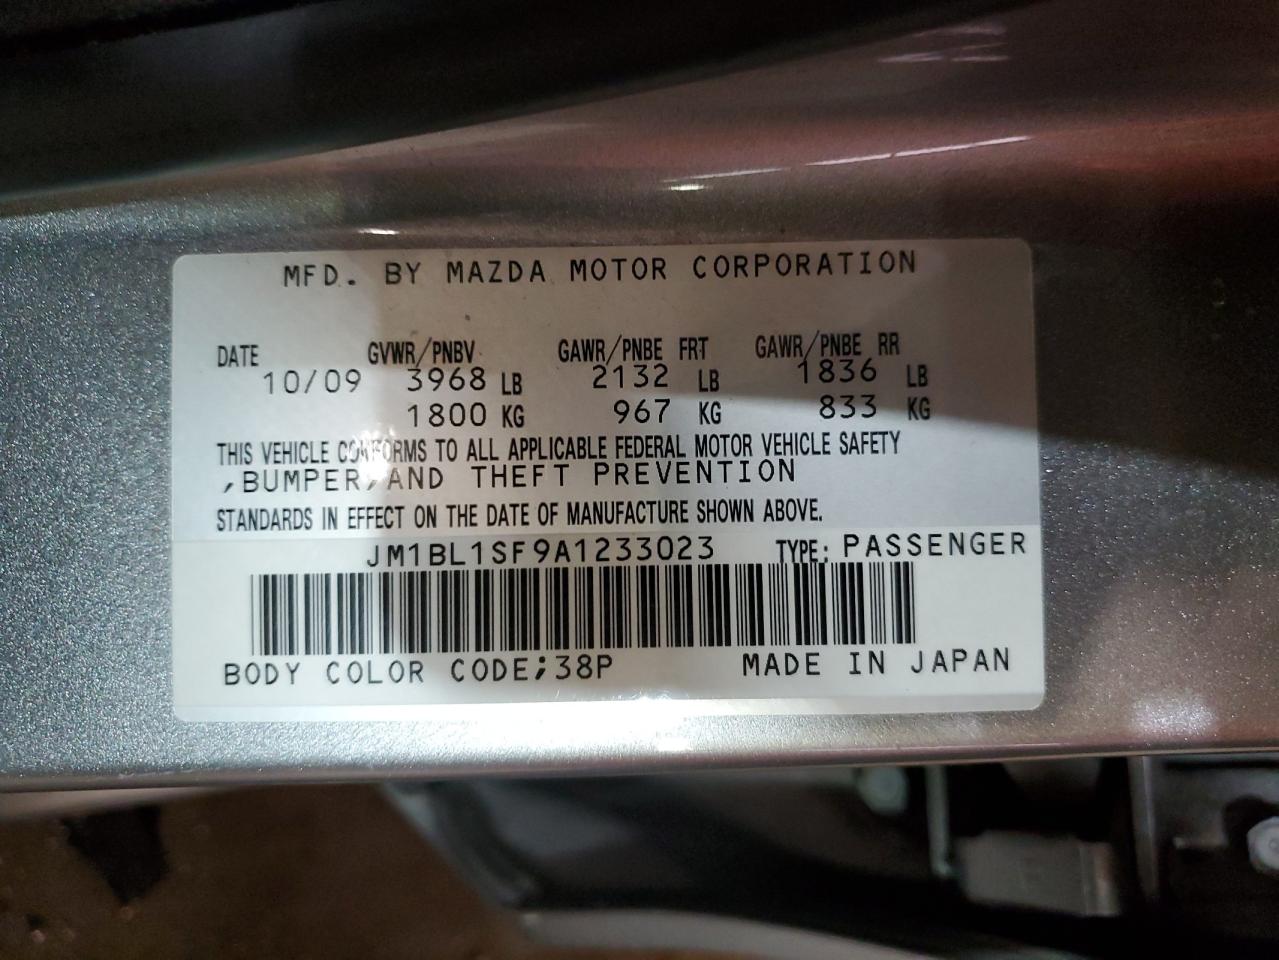 MFD. BY MAZDA MOTOR CORPORATION
DATE GVWR/PNBV GAWR/PNBE FRT GAWR/PNBE RR
10/09 3968 LB 2132 LB 1836 LB
1800 KG 967 KG 833 KG
THIS VEHICLE CONFORMS TO ALL APPLICABLE FEDERAL MOTOR VEHICLE SAFETY
,BUMPER,AND THEFT PREVENTION
STANDARDS IN EFFECT ON THE DATE OF MANUFACTURE SHOWN ABOVE.
JM1BL1SF9A1233023 TYPE: PASSENGER
BODY COLOR CODE;38P MADE IN JAPAN